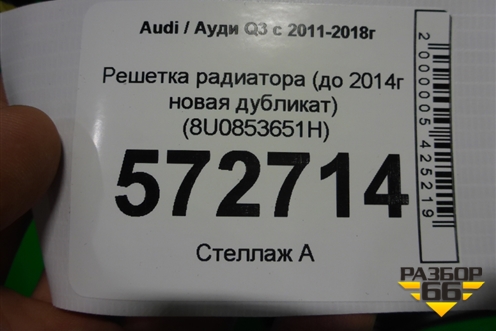 Audi / Ауди Q3 с 2011-2018г
Решетка радиатора (до 2014г
новая дубликат)
(8U0853651H)
572714
Стеллаж А
2000005425219
РАЗБОР
66